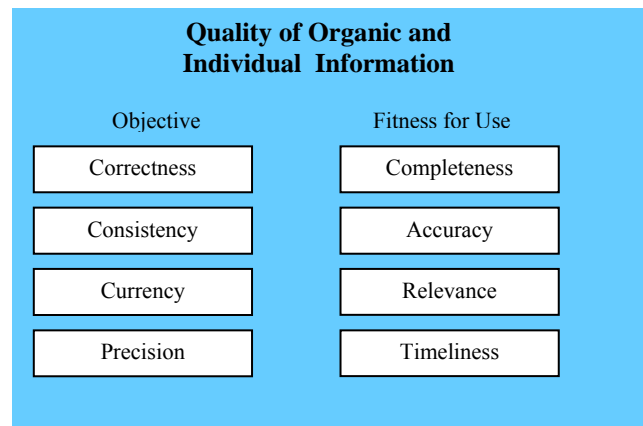 Quality of Organic and
Individual Information
Objective
Fitness for Use
Correctness
Completeness
Consistency
Accuracy
Currency
Relevance
Precision
Timeliness